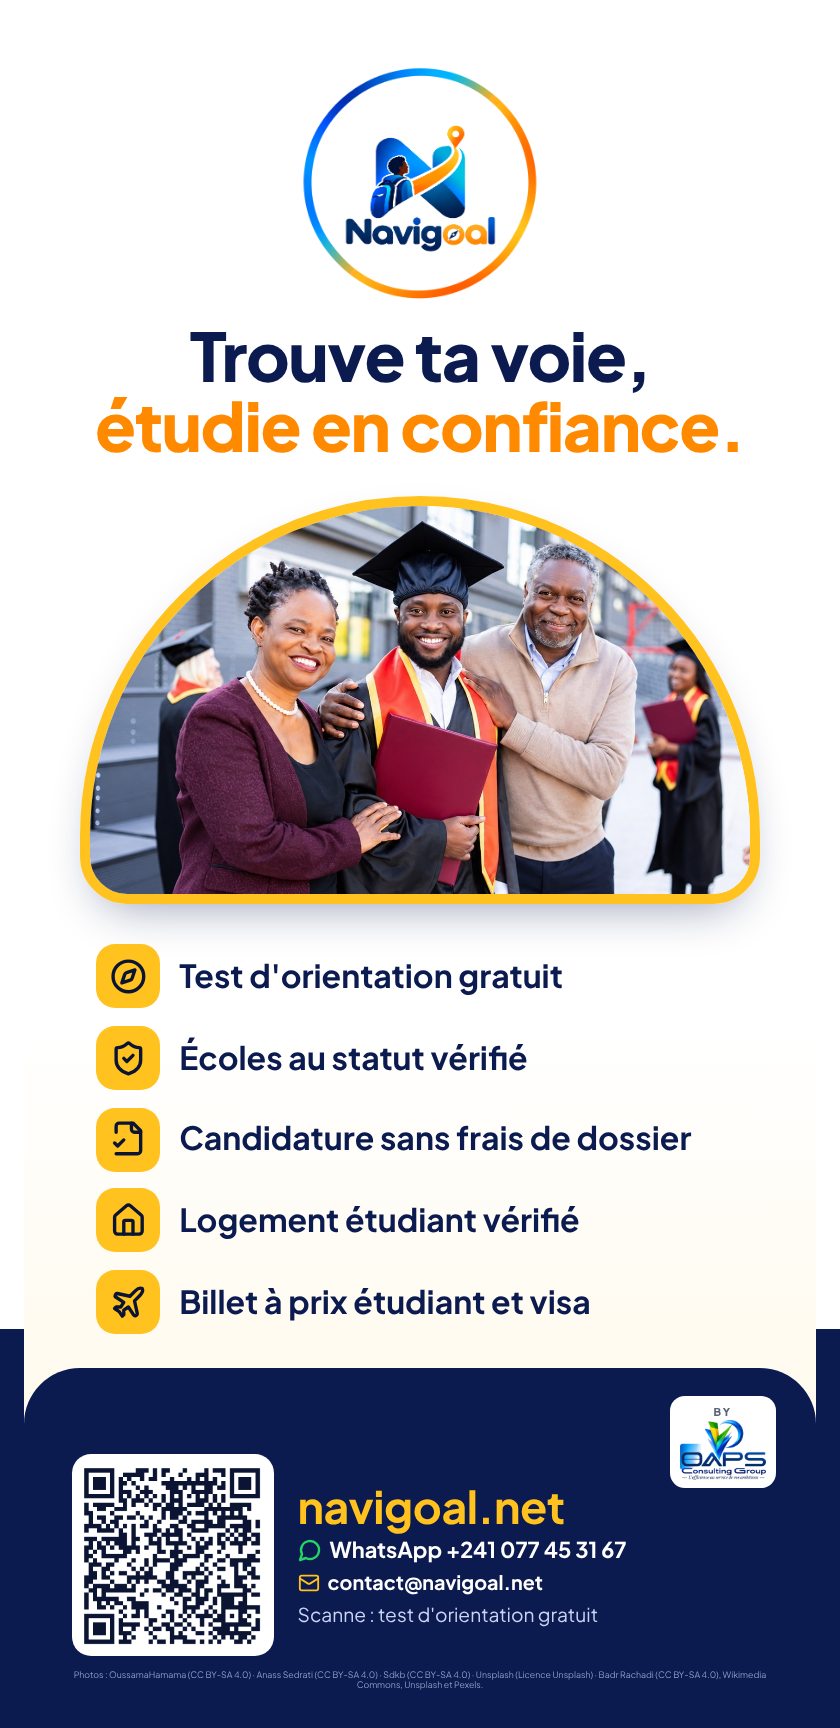 Navigoal
Trouve ta voie,
étudie en confiance.
Test d'orientation gratuit
Écoles au statut vérifié
Candidature sans frais de dossier
Logement étudiant vérifié
Billet à prix étudiant et visa
BY
OAPS
Consulting Group
navigoal.net
WhatsApp +241 077 45 31 67
contact@navigoal.net
Scanne : test d'orientation gratuit
Photos : OussamaHamama (CC BY-SA 4.0) · Anass Sedrati (CC BY-SA 4.0) · Sdkb (CC BY-SA 4.0) · Unsplash (Licence Unsplash) · Badr Rachadi (CC BY-SA 4.0), Wikimedia
Commons, Unsplash et Pexels.